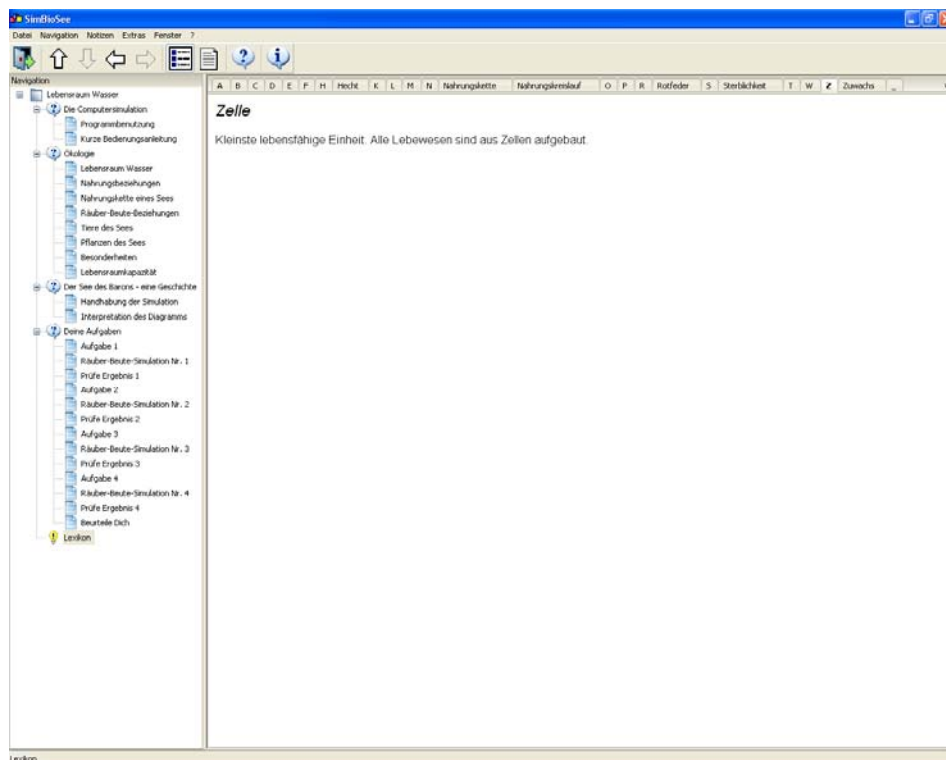 SimBioSee
Datei Navigation Notizen Extras Fenster ?
Navigation
Lebensraum Wasser
Die Computersimulation
Programmbenutzung
Kurze Bedienungsanleitung
Ökologie
Lebensraum Wasser
Nahrungsbeziehungen
Nahrungskette eines Sees
Räuber-Beute-Beziehungen
Tiere des Sees
Pflanzen des Sees
Besonderheiten
Lebensraumkapazität
Der See des Barons - eine Geschichte
Handhabung der Simulation
Interpretation des Diagramms
Deine Aufgaben
Aufgabe 1
Räuber-Beute-Simulation Nr. 1
Prüfe Ergebnis 1
Aufgabe 2
Räuber-Beute-Simulation Nr. 2
Prüfe Ergebnis 2
Aufgabe 3
Räuber-Beute-Simulation Nr. 3
Prüfe Ergebnis 3
Aufgabe 4
Räuber-Beute-Simulation Nr. 4
Prüfe Ergebnis 4
Beurteile Dich
Lexikon
A B C D E F H Hecht K L M N Nahrungskette Nahrungskreislauf O P R Rotfeder S Sterblichkeit T W Z Zuwachs _
Zelle
Kleinste lebensfähige Einheit. Alle Lebewesen sind aus Zellen aufgebaut.
Lexikon